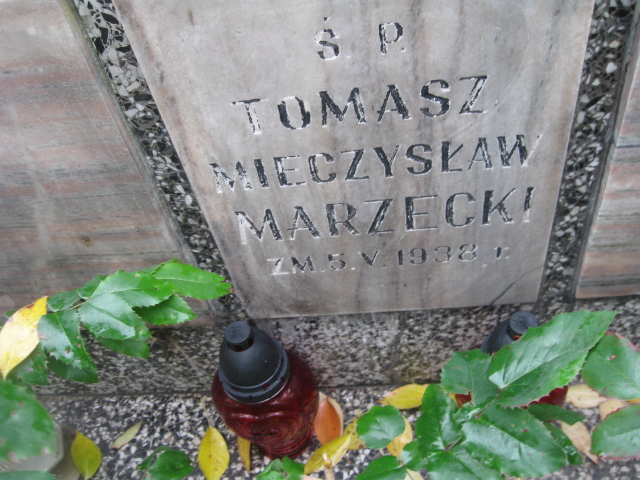 Ś. P.
TOMASZ
MIECZYSŁAW
MARZECKI
ZM. 5. V. 1938 r.